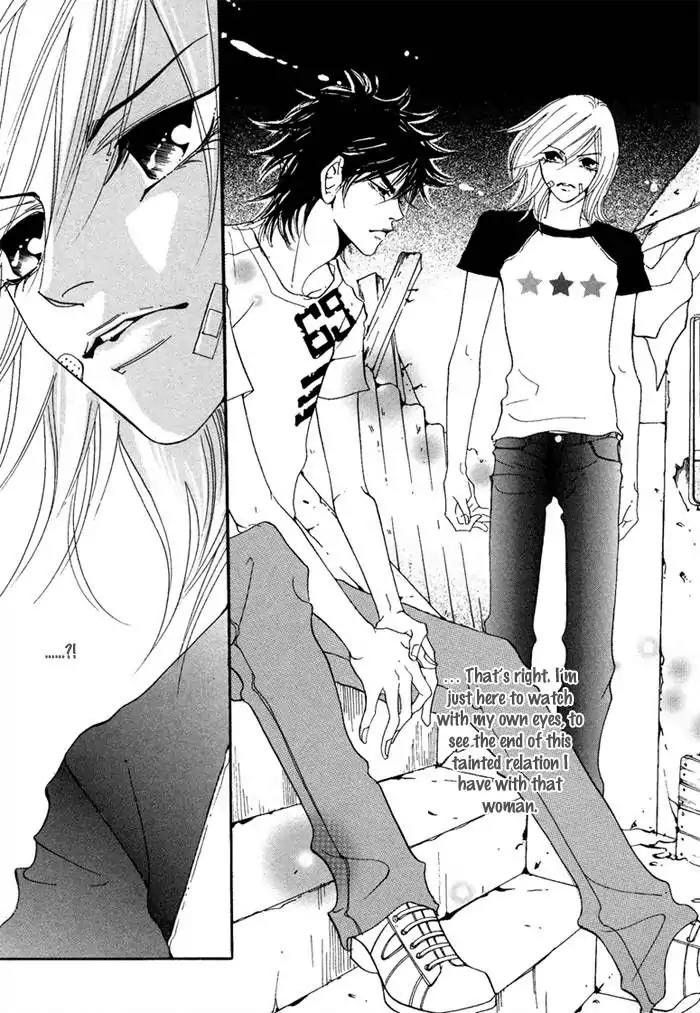 ......?!
69
... That's right. I'm
just here to watch
with my own eyes, to
see the end of this
tainted relation I
have with that
woman.